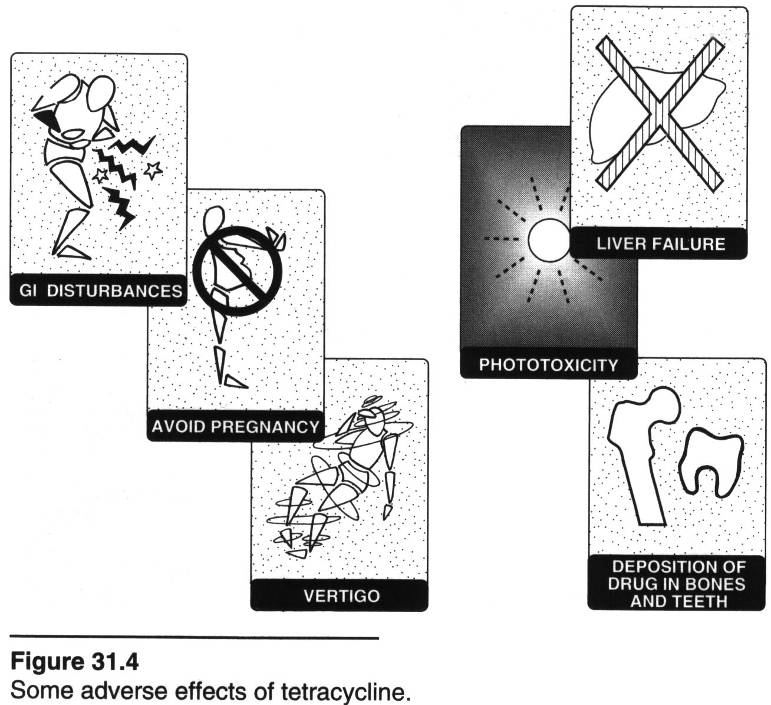 GI DISTURBANCES
AVOID PREGNANCY
VERTIGO
LIVER FAILURE
PHOTOTOXICITY
DEPOSITION OF
DRUG IN BONES
AND TEETH
Figure 31.4
Some adverse effects of tetracycline.